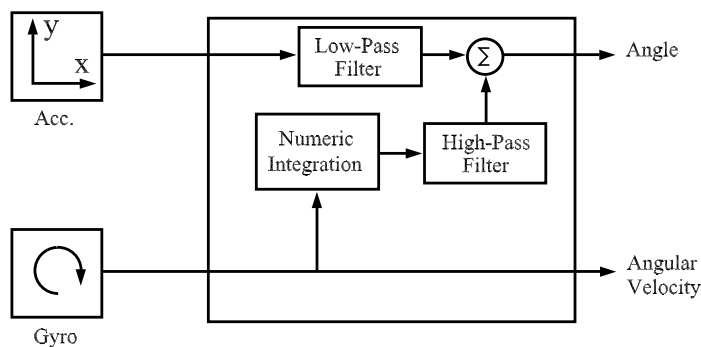 y
x
Acc.
Low-Pass
Filter
Σ
Angle
Numeric
Integration
High-Pass
Filter
Gyro
Angular
Velocity